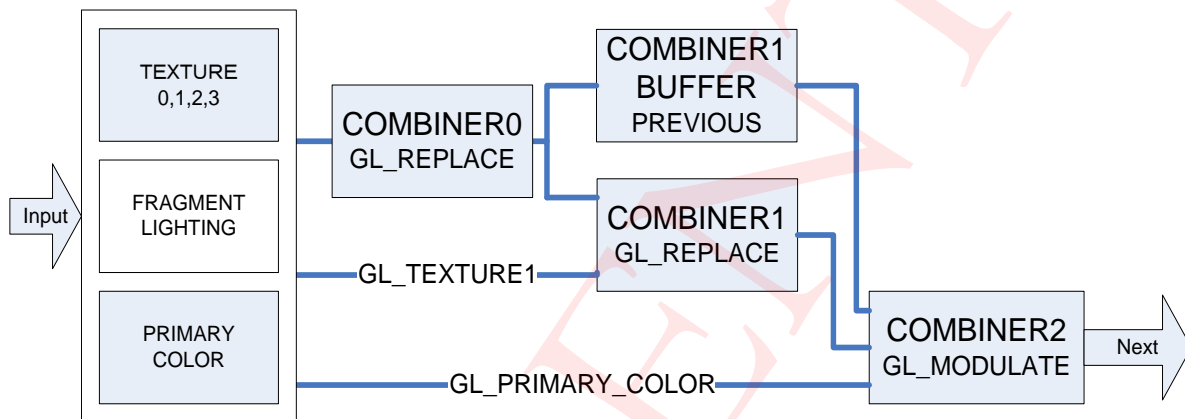 Input
TEXTURE
0,1,2,3
FRAGMENT
LIGHTING
PRIMARY
COLOR
COMBINER0
GL_REPLACE
COMBINER1
BUFFER
PREVIOUS
COMBINER1
GL_REPLACE
GL_TEXTURE1
GL_PRIMARY_COLOR
COMBINER2
GL_MODULATE
Next